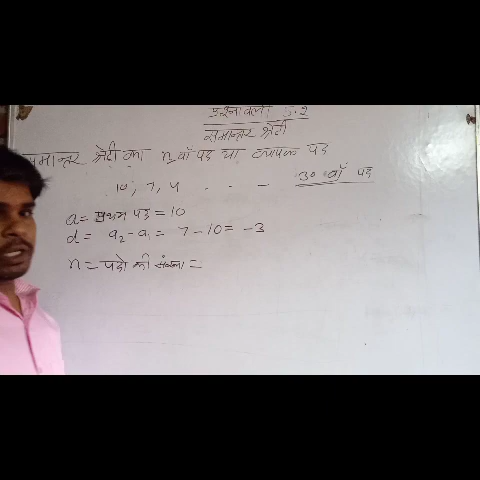 प्रश्नावली 5.2
समान्तर श्रेढी
समान्तर श्रेढी का n वाँ पद या व्यापक पद
10, 7, 4 . . . 30 वाँ पद
a = प्रथम पद = 10
d = a₂ - a₁ = 7 - 10 = -3
n = पदो की संख्या =